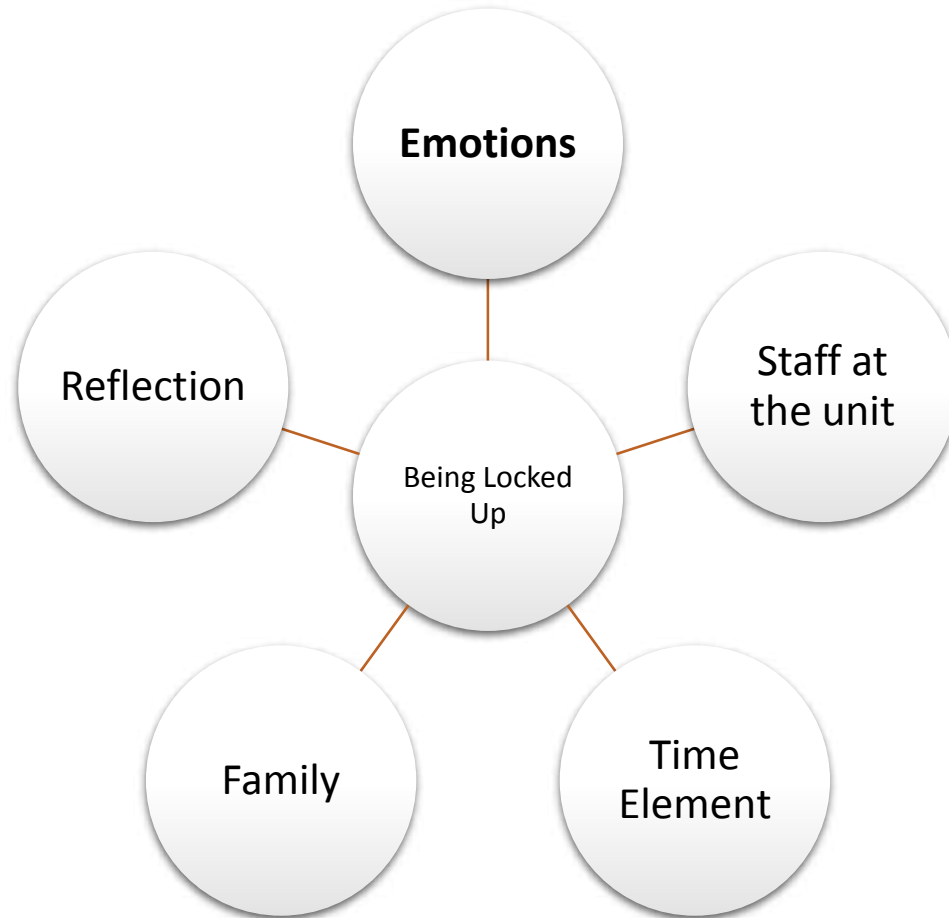 Emotions
Staff at
the unit
Reflection
Being Locked
Up
Family
Time
Element